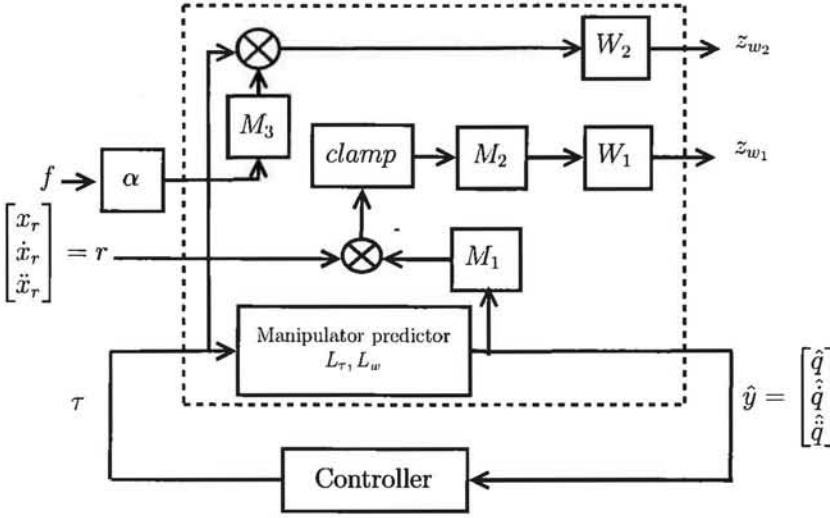 W₂
z_{w₂}
M₃
clamp
M₂
W₁
z_{w₁}
f
α
[x_r
ẋ_r
ẍ_r] = r
-
M₁
Manipulator predictor
L_τ, L_w
τ
ŷ = [q̂
q̂̇
q̂̈]
Controller